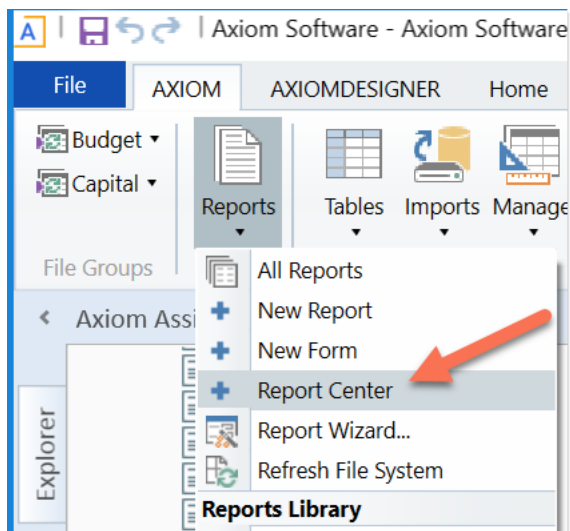 A Axiom Software - Axiom Software
File AXIOM AXIOMDESIGNER Home
Budget
Capital
Reports Tables Imports Manage
File Groups
All Reports
Axiom Assi
New Report
New Form
Report Center
Report Wizard...
Refresh File System
Explorer
Reports Library